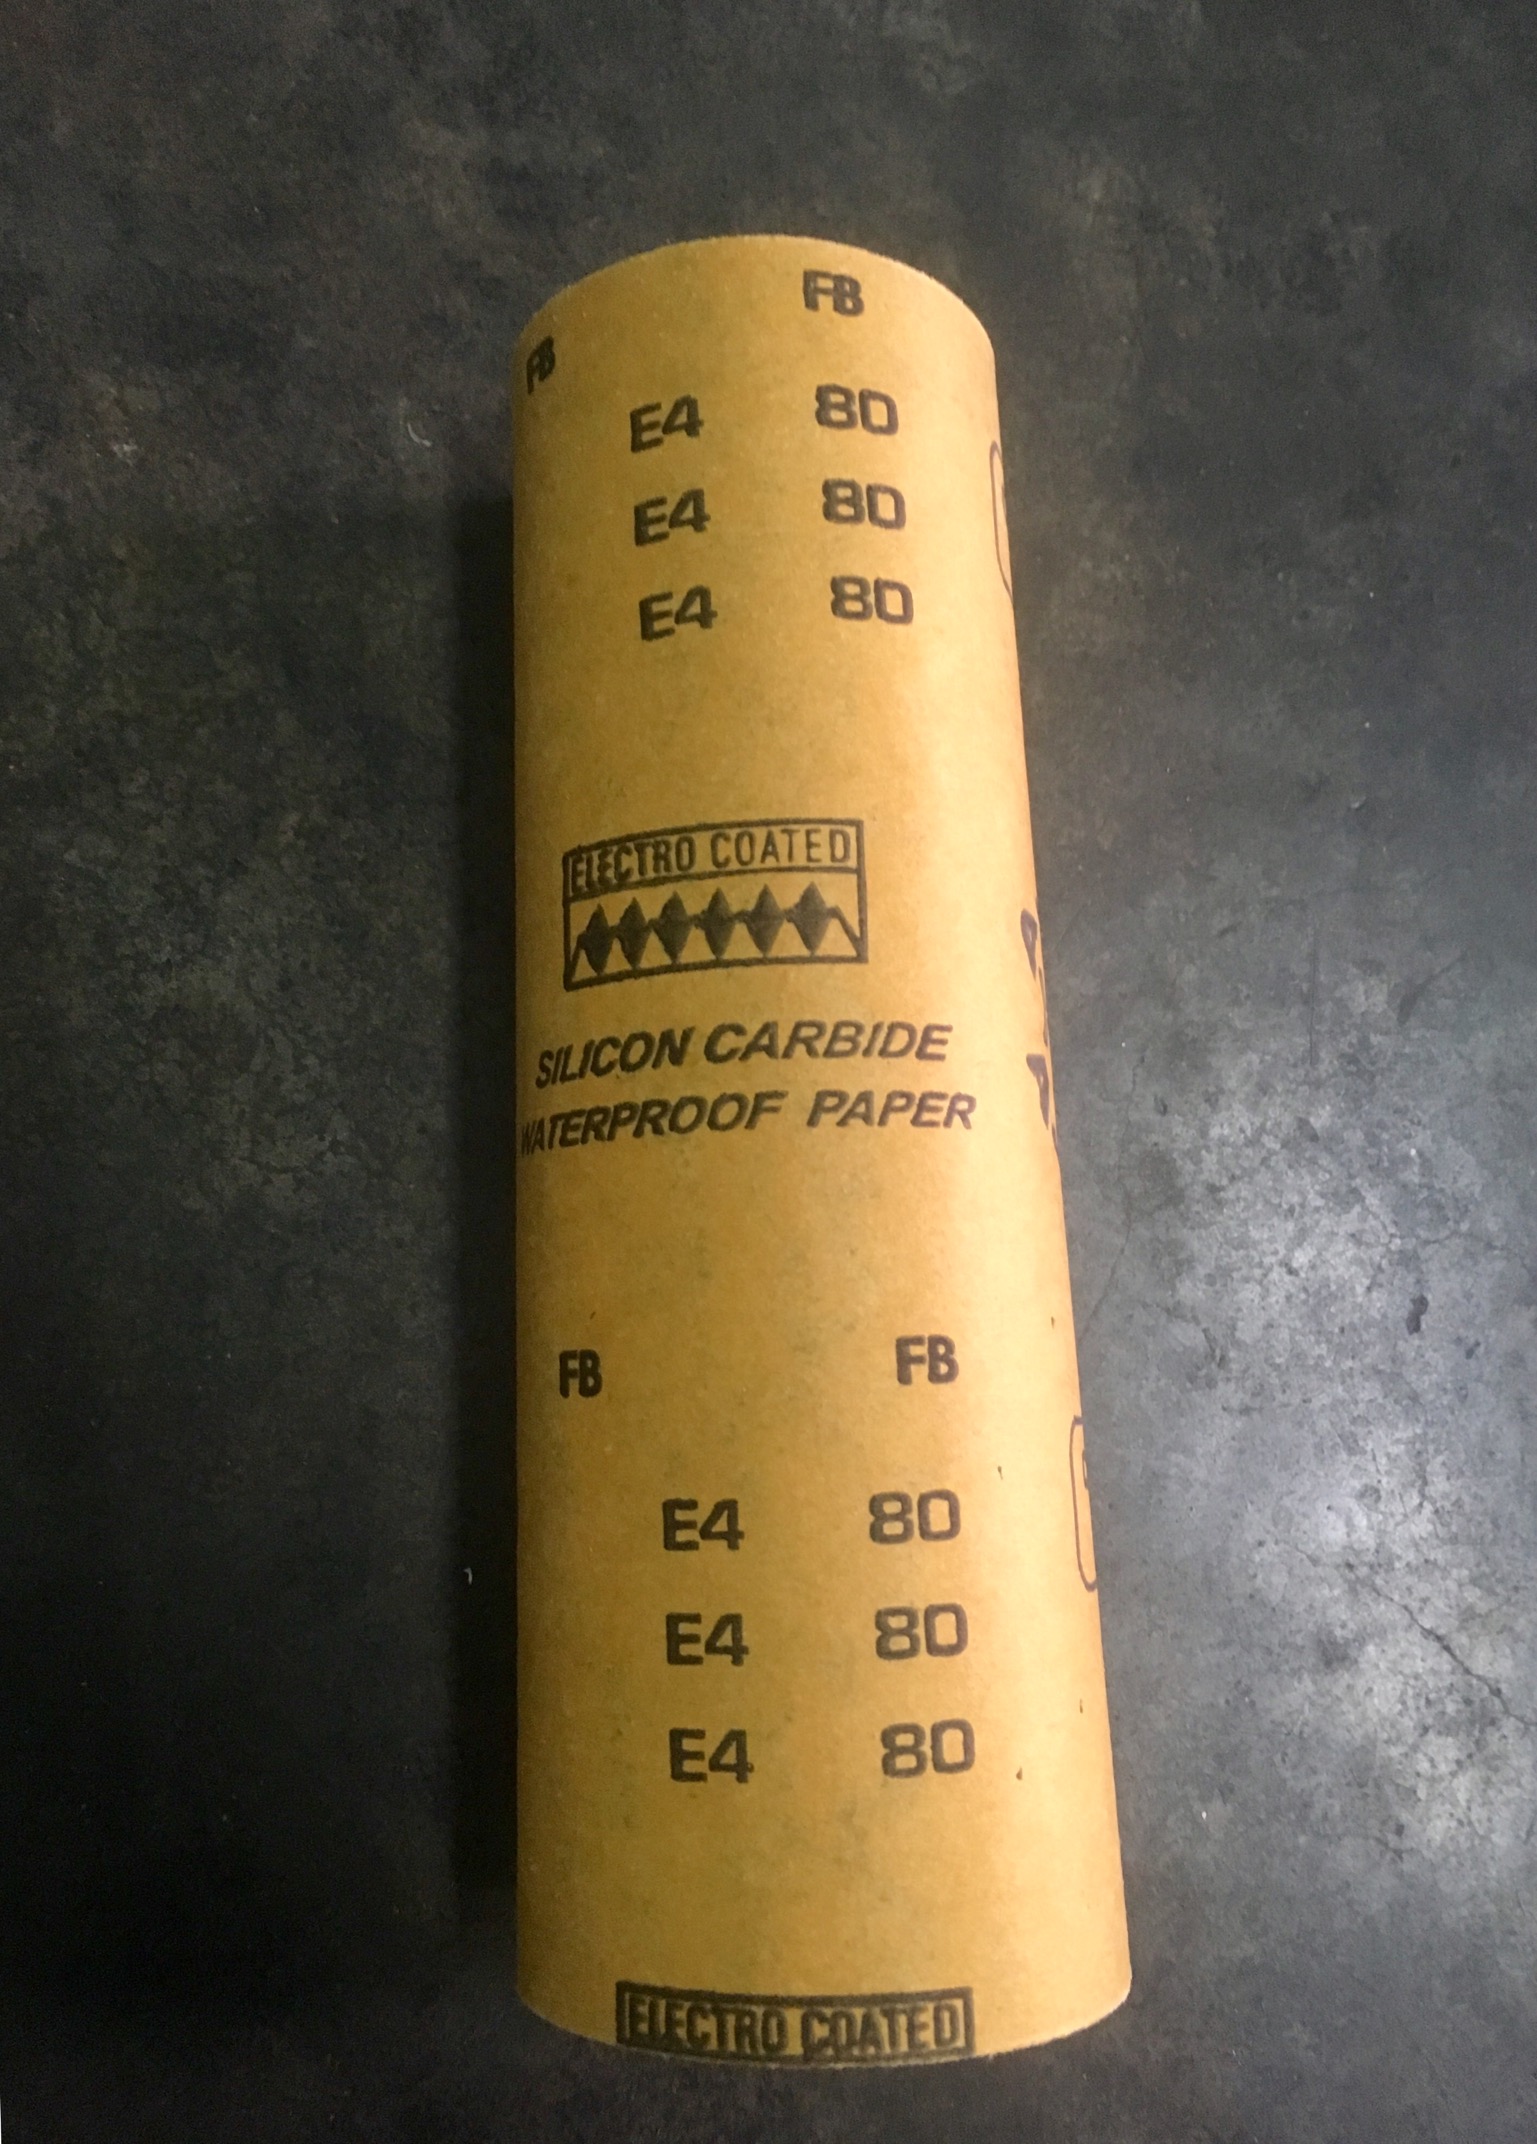 FB
FB
E4 80
E4 80
E4 80
ELECTRO COATED
SILICON CARBIDE
WATERPROOF PAPER
FB FB
E4 80
E4 80
E4 80
ELECTRO COATED